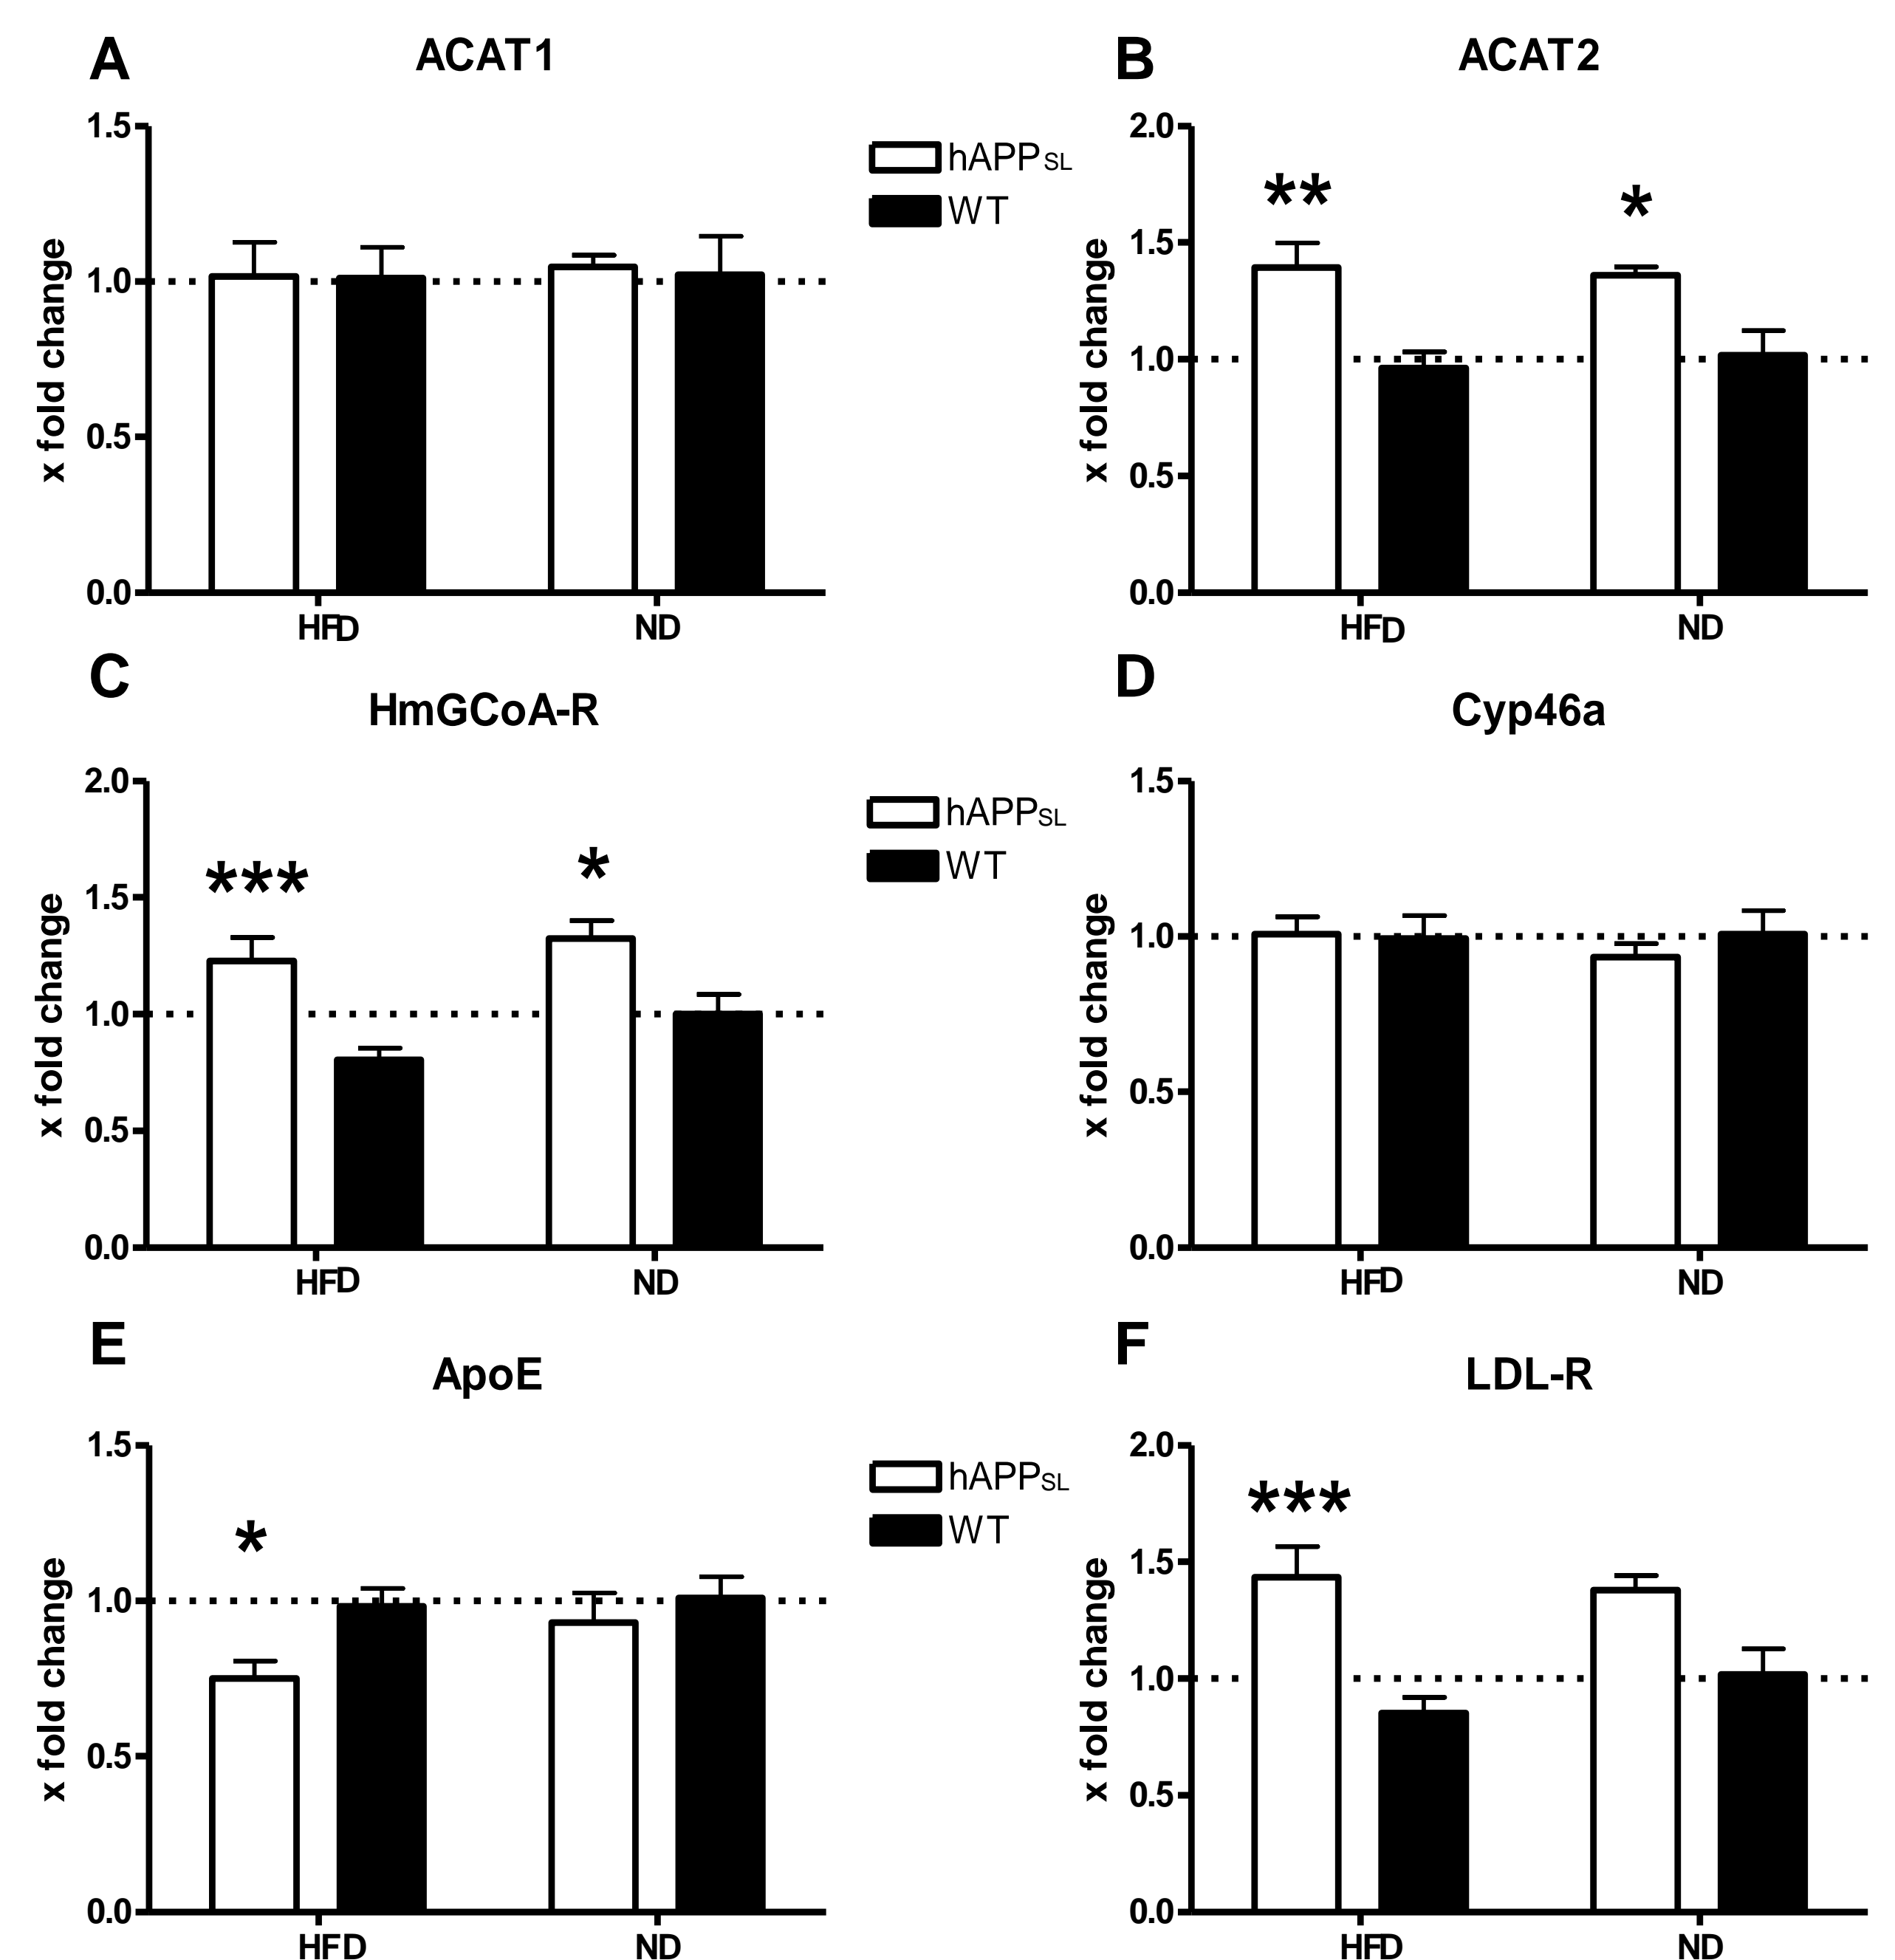 A ACAT1
1.5
1.0
0.5
0.0
x fold change
HFD ND
hAPPSL
WT
B ACAT2
** *
2.0
1.5
1.0
0.5
0.0
x fold change
HFD ND
C HmGCoA-R
*** *
2.0
1.5
1.0
0.5
0.0
x fold change
HFD ND
hAPPSL
WT
D Cyp46a
1.5
1.0
0.5
0.0
x fold change
HFD ND
E ApoE
*
1.5
1.0
0.5
0.0
x fold change
HFD ND
hAPPSL
WT
F LDL-R
***
2.0
1.5
1.0
0.5
0.0
x fold change
HFD ND